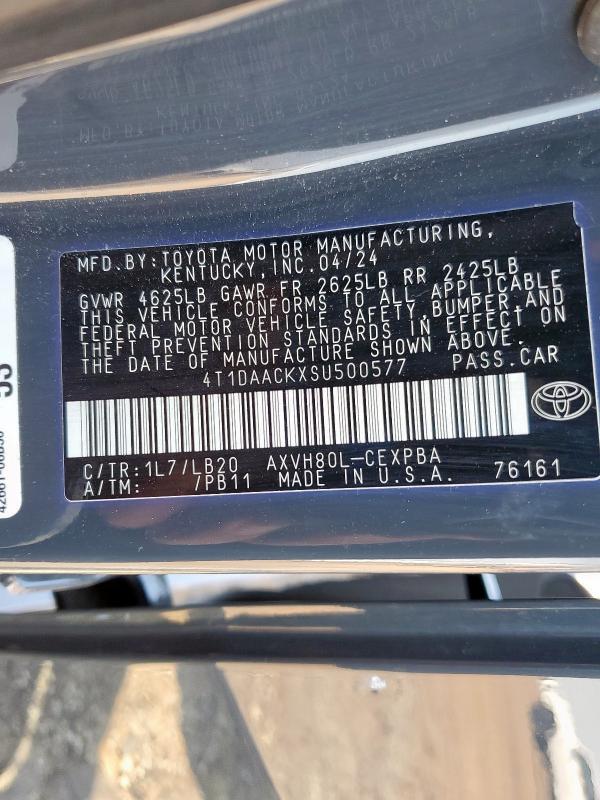 MFD.BY:TOYOTA MOTOR MANUFACTURING,
KENTUCKY,INC.04/24
GVWR 4625LB GAWR FR 2625LB RR 2425LB
THIS VEHICLE CONFORMS TO ALL APPLICABLE
FEDERAL MOTOR VEHICLE SAFETY,BUMPER,AND
THEFT PREVENTION STANDARDS IN EFFECT ON
THE DATE OF MANUFACTURE SHOWN ABOVE.
4T1DAACKXSU500577 PASS.CAR
C/TR:1L7/LB20 AXVH80L-CEXPBA
A/TM: /PB11 MADE IN U.S.A. 76161
53